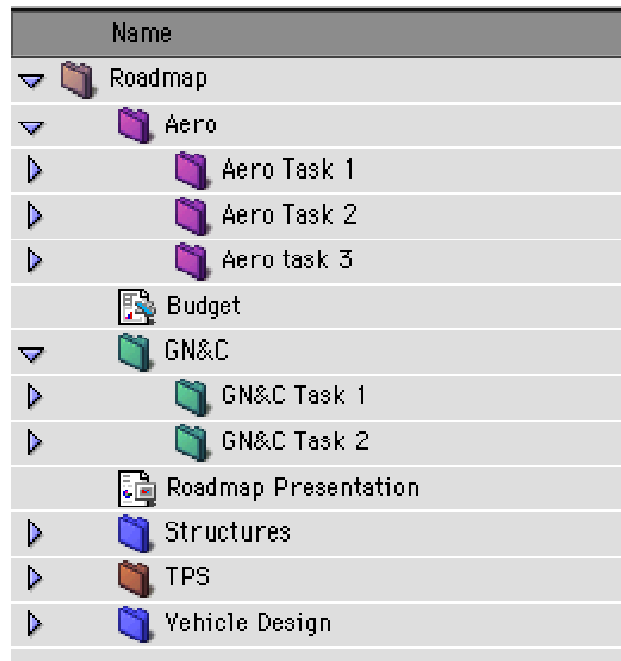 Name
Roadmap
Aero
Aero Task 1
Aero Task 2
Aero task 3
Budget
GN&C
GN&C Task 1
GN&C Task 2
Roadmap Presentation
Structures
TPS
Vehicle Design